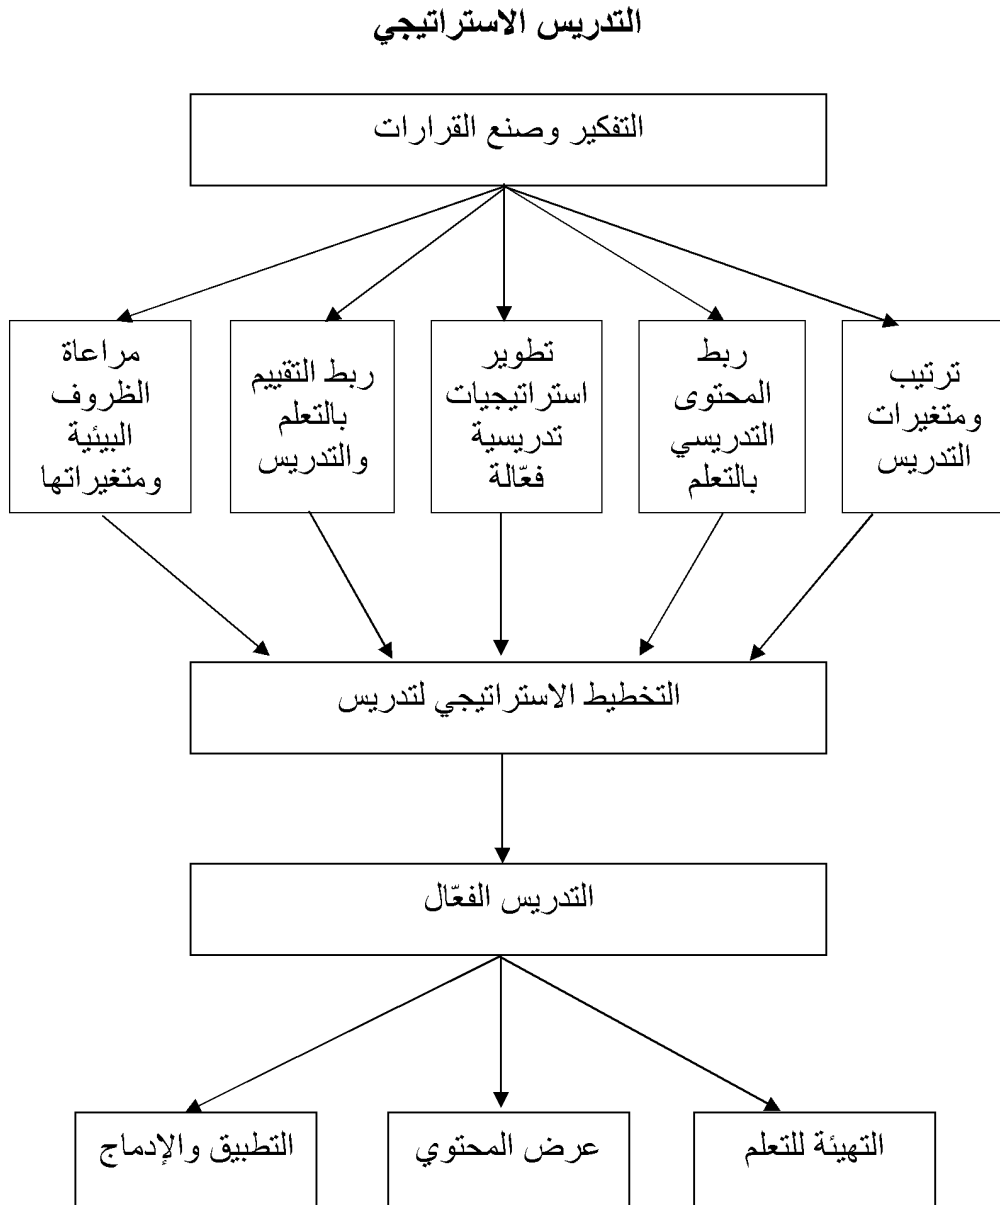 التدريس الاستراتيجي
التفكير وصنع القرارات
ترتيب
ومتغيرات
التدريس
ربط
المحتوى
التدريسي
بالتعلم
تطوير
استراتيجيات
تدريسية
فعّالة
ربط التقييم
بالتعلم
والتدريس
مراعاة
الظروف
البيئية
ومتغيراتها
التخطيط الاستراتيجي لتدريس
التدريس الفعّال
التهيئة للتعلم
عرض المحتوي
التطبيق والإدماج